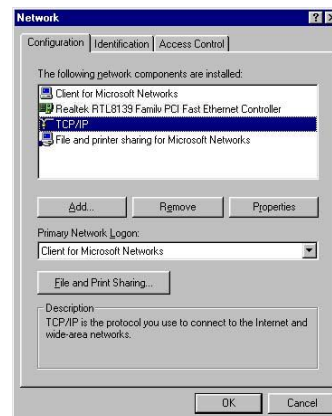 Network
Configuration Identification Access Control
The following network components are installed:
Client for Microsoft Networks
Realtek RTL8139 Family PCI Fast Ethernet Controller
TCP/IP
File and printer sharing for Microsoft Networks
Add... Remove Properties
Primary Network Logon:
Client for Microsoft Networks
File and Print Sharing...
Description
TCP/IP is the protocol you use to connect to the Internet and
wide-area networks.
OK Cancel